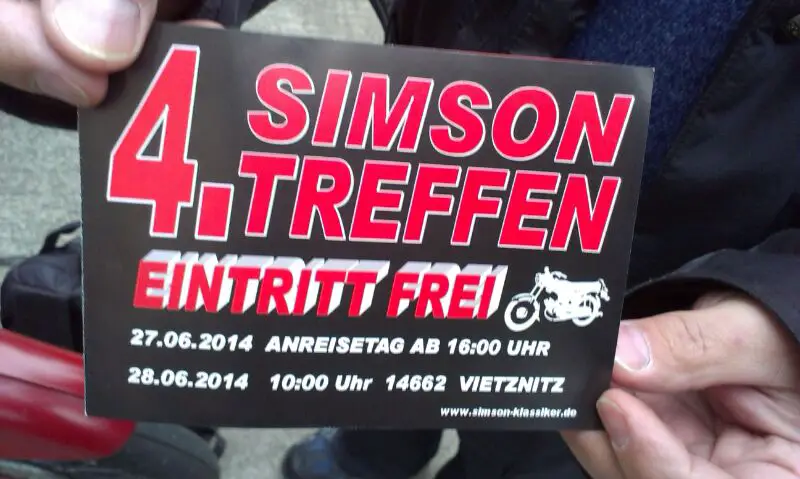 4. SIMSON
TREFFEN
EINTRITT FREI
27.06.2014 ANREISETAG AB 16:00 UHR
28.06.2014 10:00 Uhr 14662 VIETZNITZ
www.simson-klassiker.de